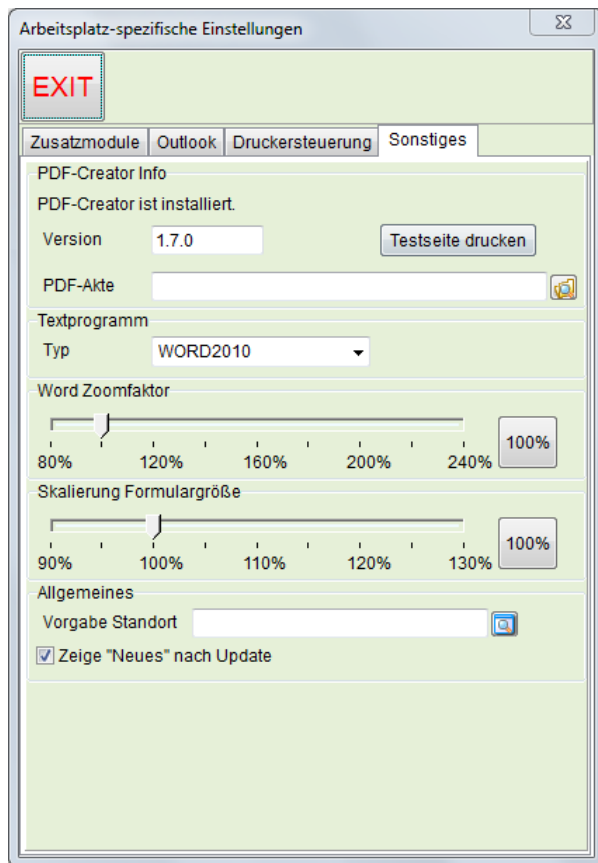 Arbeitsplatz-spezifische Einstellungen
EXIT
Zusatzmodule Outlook Druckersteuerung Sonstiges
PDF-Creator Info
PDF-Creator ist installiert.
Version 1.7.0 Testseite drucken
PDF-Akte
Textprogramm
Typ WORD2010
Word Zoomfaktor
100%
80% 120% 160% 200% 240%
Skalierung Formulargröße
100%
90% 100% 110% 120% 130%
Allgemeines
Vorgabe Standort
Zeige "Neues" nach Update